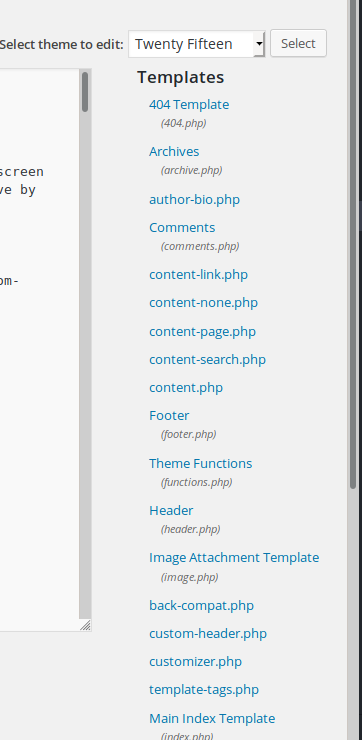 Select theme to edit: Twenty Fifteen Select
Templates
404 Template
(404.php)
screen
Archives
(archive.php)
ve by
author-bio.php
Comments
(comments.php)
content-link.php
om-
content-none.php
content-page.php
content-search.php
content.php
Footer
(footer.php)
Theme Functions
(functions.php)
Header
(header.php)
Image Attachment Template
(image.php)
back-compat.php
custom-header.php
customizer.php
template-tags.php
Main Index Template
(index.php)